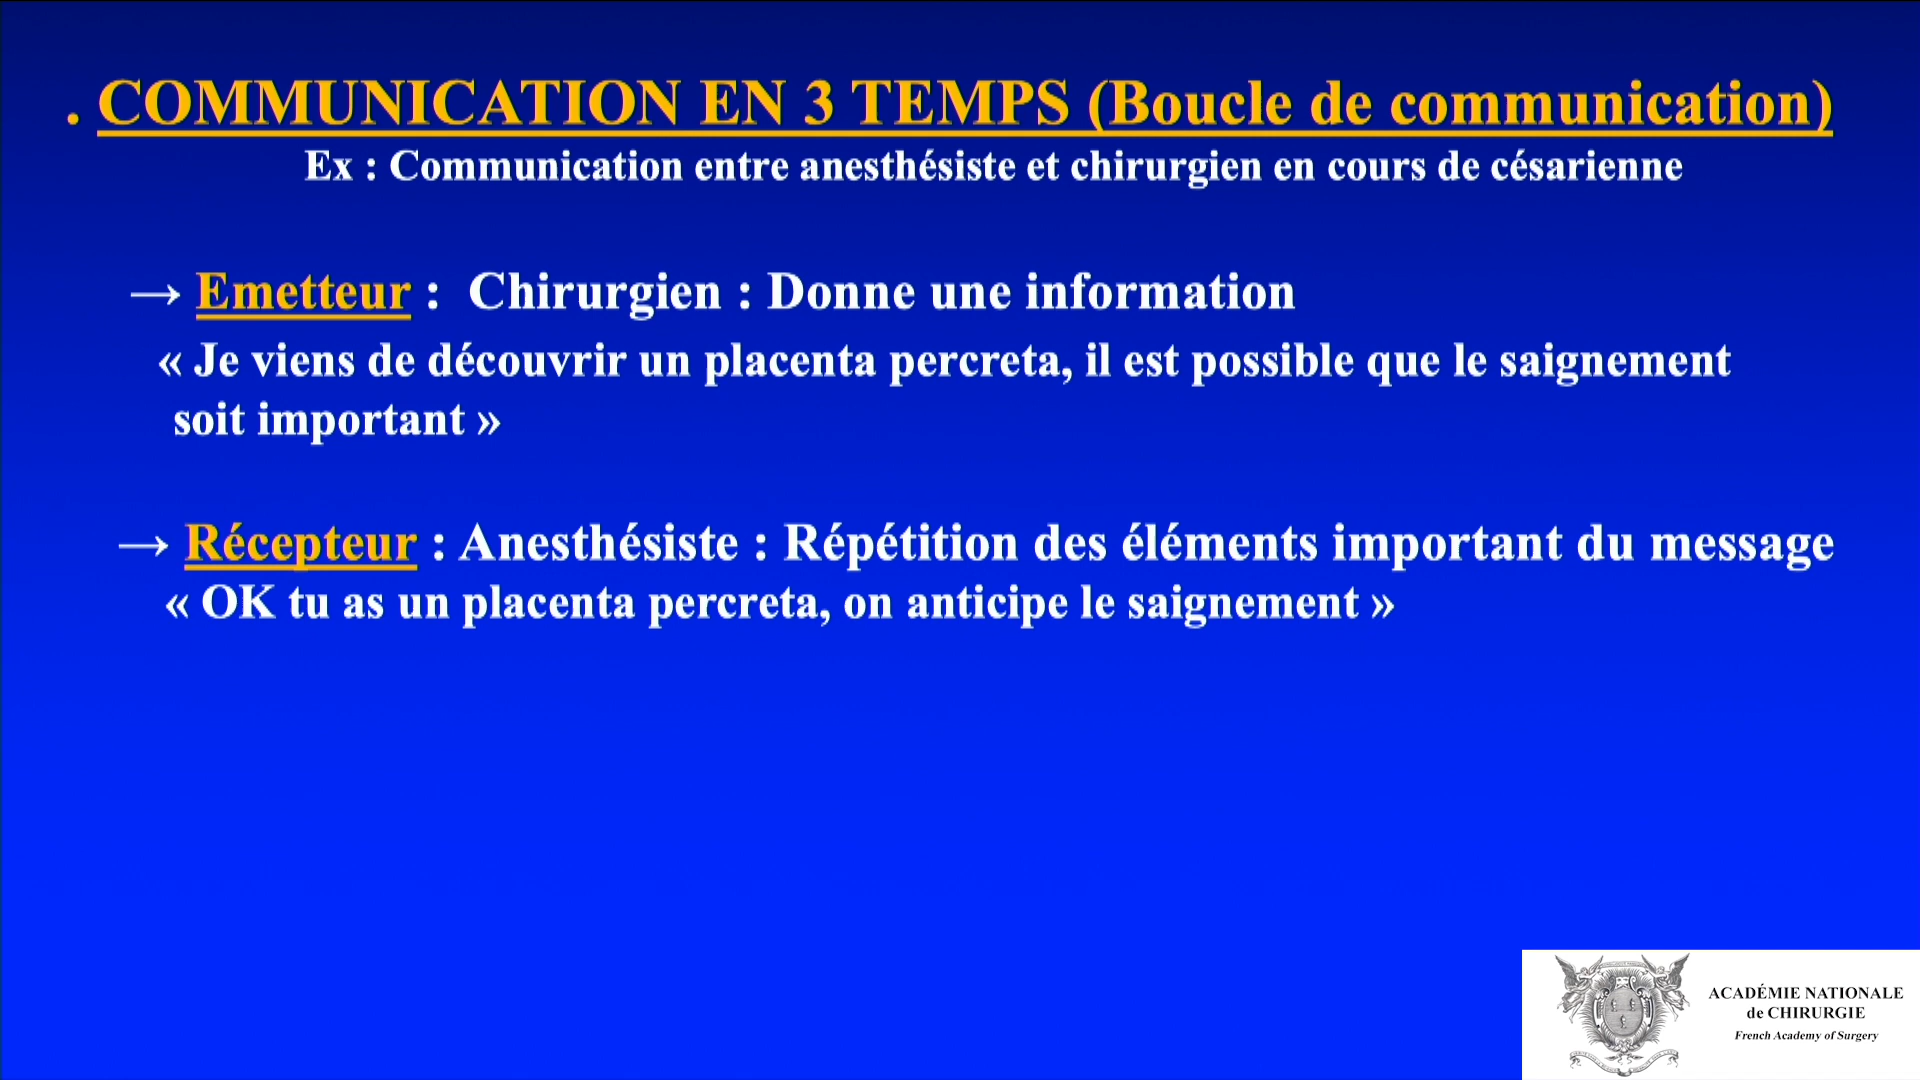 . COMMUNICATION EN 3 TEMPS (Boucle de communication)
Ex : Communication entre anesthésiste et chirurgien en cours de césarienne
→ Emetteur : Chirurgien : Donne une information
« Je viens de découvrir un placenta percreta, il est possible que le saignement
soit important »
→ Récepteur : Anesthésiste : Répétition des éléments important du message
« OK tu as un placenta percreta, on anticipe le saignement »
ACADÉMIE NATIONALE
de CHIRURGIE
French Academy of Surgery